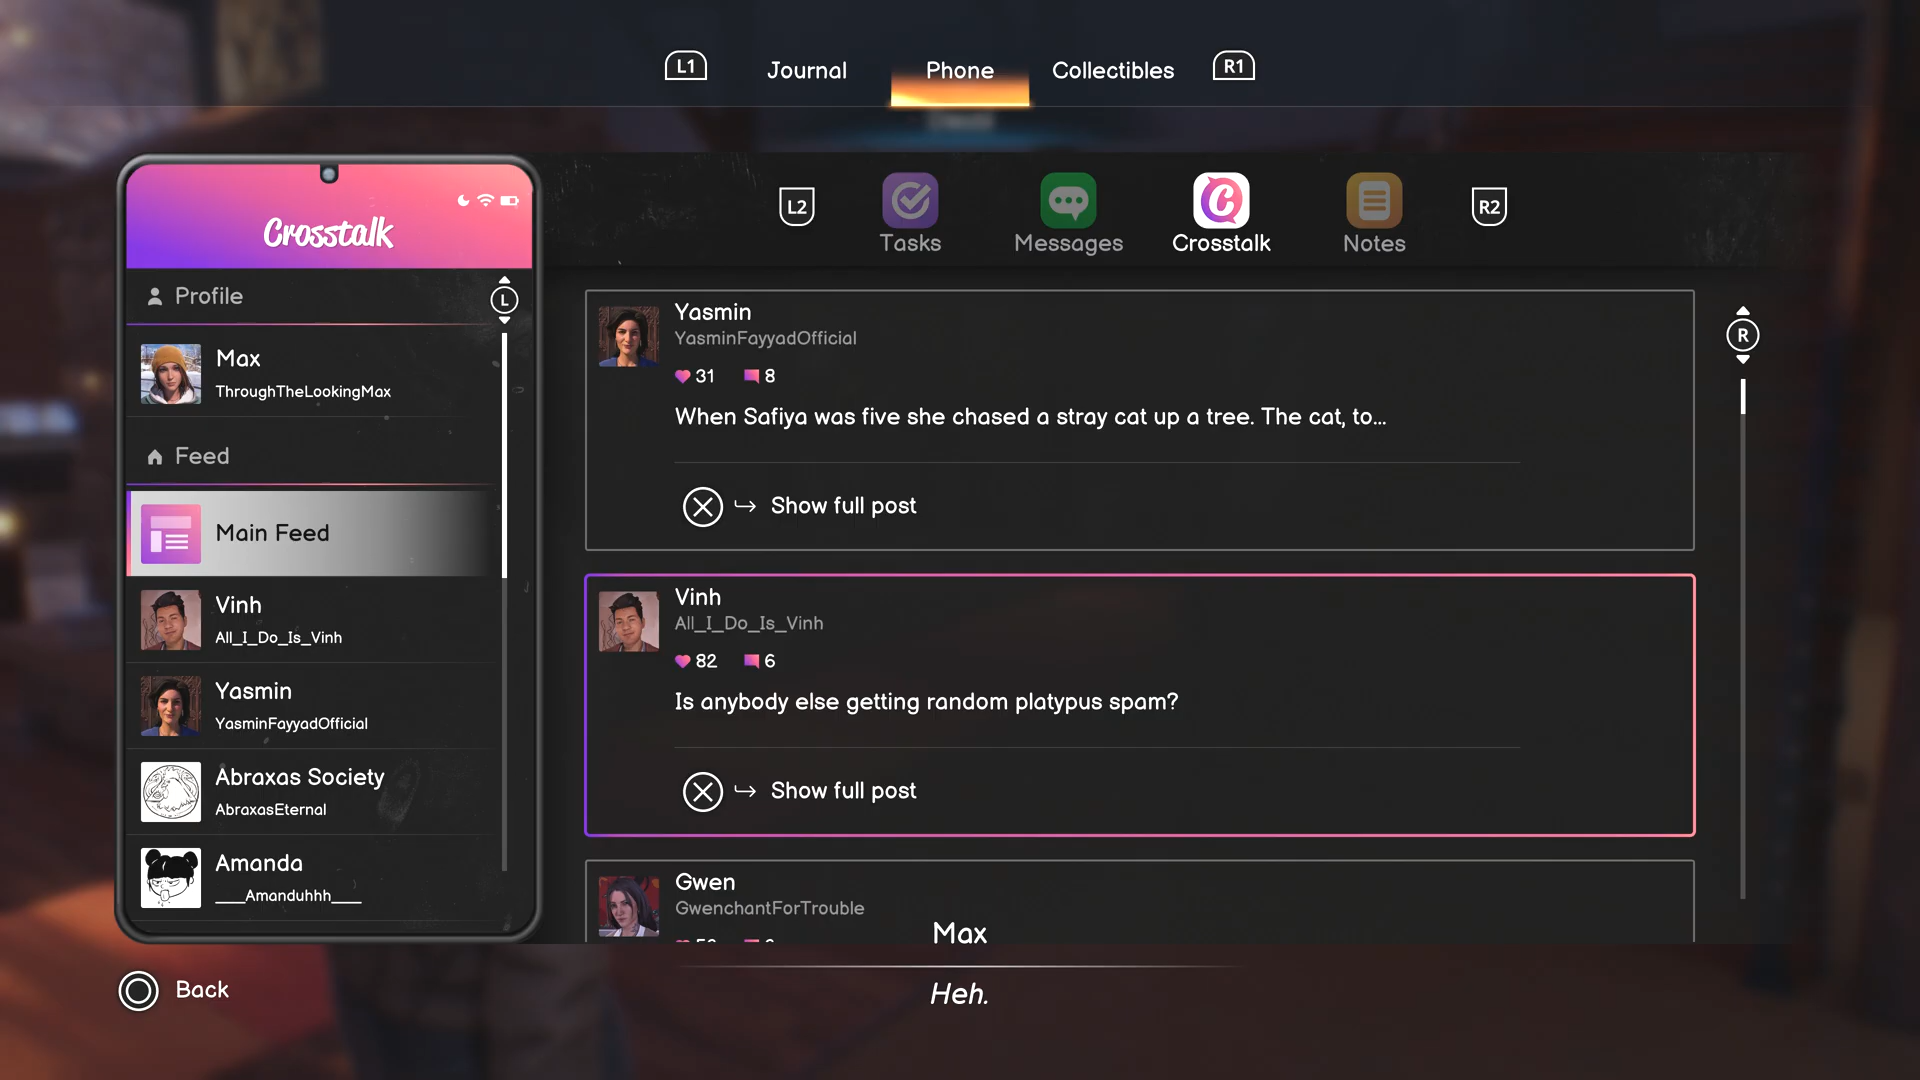 L1 Journal Phone Collectibles R1
Crosstalk
Profile
L
Max
ThroughTheLookingMax
Feed
Main Feed
Vinh
All_I_Do_Is_Vinh
Yasmin
YasminFayyadOfficial
Abraxas Society
AbraxasEternal
Amanda
____Amanduhhh____
L2 Tasks Messages Crosstalk Notes R2
Yasmin
YasminFayyadOfficial
31 8
When Safiya was five she chased a stray cat up a tree. The cat, to...
Show full post
Vinh
All_I_Do_Is_Vinh
82 6
Is anybody else getting random platypus spam?
Show full post
Gwen
GwenchantForTrouble
R
Max
Heh.
Back